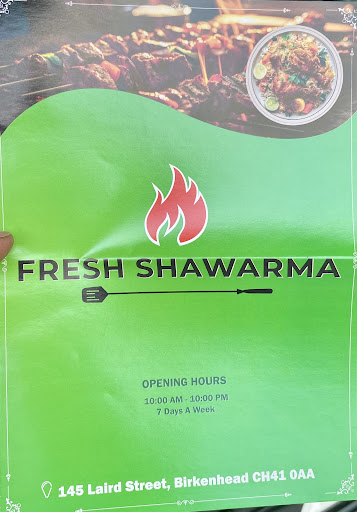 FRESH SHAWARMA
OPENING HOURS
10:00 AM - 10:00 PM
7 Days A Week
145 Laird Street, Birkenhead CH41 0AA